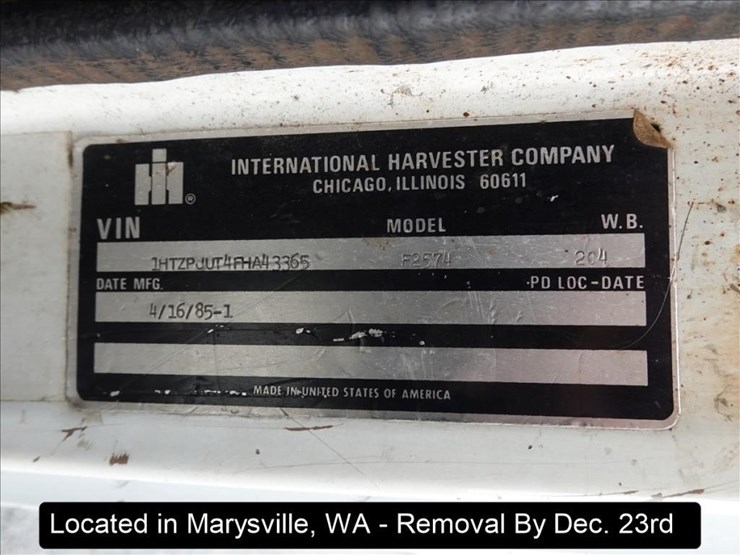 IH®
INTERNATIONAL HARVESTER COMPANY
CHICAGO, ILLINOIS 60611
VIN MODEL W.B.
1HTZPJUT4FHA43365 F2574 204
DATE MFG. PD LOC-DATE
4/16/85-1
MADE IN UNITED STATES OF AMERICA
Located in Marysville, WA - Removal By Dec. 23rd